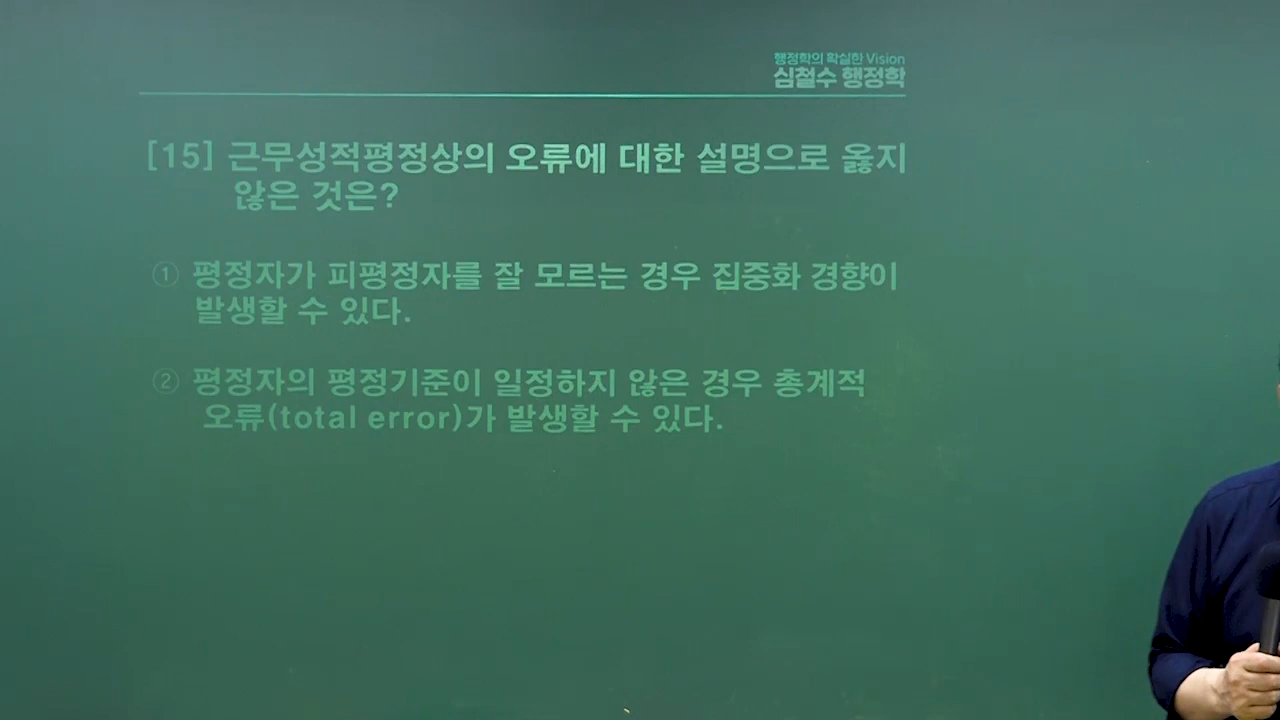 행정학의 확실한 Vision
심철수 행정학
[15] 근무성적평정상의 오류에 대한 설명으로 옳지
않은 것은?
① 평정자가 피평정자를 잘 모르는 경우 집중화 경향이
발생할 수 있다.
② 평정자의 평정기준이 일정하지 않은 경우 총계적
오류(total error)가 발생할 수 있다.